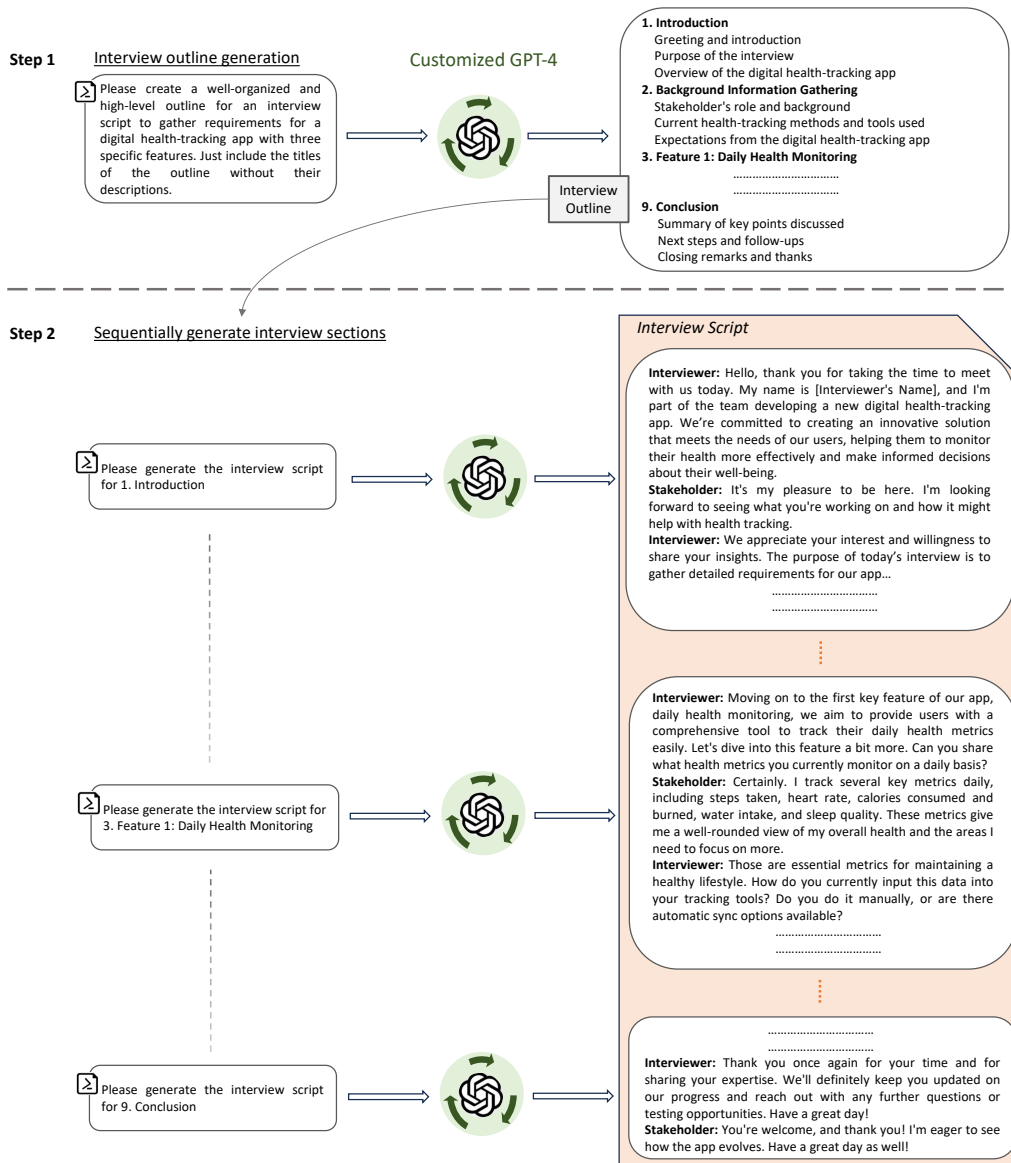 Step 1
Interview outline generation
Customized GPT-4
Please create a well-organized and
high-level outline for an interview
script to gather requirements for a
digital health-tracking app with three
specific features. Just include the titles
of the outline without their
descriptions.
1. Introduction
Greeting and introduction
Purpose of the interview
Overview of the digital health-tracking app
2. Background Information Gathering
Stakeholder's role and background
Current health-tracking methods and tools used
Expectations from the digital health-tracking app
3. Feature 1: Daily Health Monitoring
……………………………
……………………………
9. Conclusion
Summary of key points discussed
Next steps and follow-ups
Closing remarks and thanks
Interview
Outline
Step 2
Sequentially generate interview sections
Interview Script
Please generate the interview script
for 1. Introduction
Interviewer: Hello, thank you for taking the time to meet
with us today. My name is [Interviewer's Name], and I'm
part of the team developing a new digital health-tracking
app. We’re committed to creating an innovative solution
that meets the needs of our users, helping them to monitor
their health more effectively and make informed decisions
about their well-being.
Stakeholder: It's my pleasure to be here. I'm looking
forward to seeing what you're working on and how it might
help with health tracking.
Interviewer: We appreciate your interest and willingness to
share your insights. The purpose of today’s interview is to
gather detailed requirements for our app…
……………………………
……………………………
Please generate the interview script for
3. Feature 1: Daily Health Monitoring
Interviewer: Moving on to the first key feature of our app,
daily health monitoring, we aim to provide users with a
comprehensive tool to track their daily health metrics
easily. Let's dive into this feature a bit more. Can you share
what health metrics you currently monitor on a daily basis?
Stakeholder: Certainly. I track several key metrics daily,
including steps taken, heart rate, calories consumed and
burned, water intake, and sleep quality. These metrics give
me a well-rounded view of my overall health and the areas I
need to focus on more.
Interviewer: Those are essential metrics for maintaining a
healthy lifestyle. How do you currently input this data into
your tracking tools? Do you do it manually, or are there
automatic sync options available?
……………………………
……………………………
Please generate the interview script
for 9. Conclusion
……………………………
……………………………
Interviewer: Thank you once again for your time and for
sharing your expertise. We'll definitely keep you updated on
our progress and reach out with any further questions or
testing opportunities. Have a great day!
Stakeholder: You're welcome, and thank you! I'm eager to see
how the app evolves. Have a great day as well!